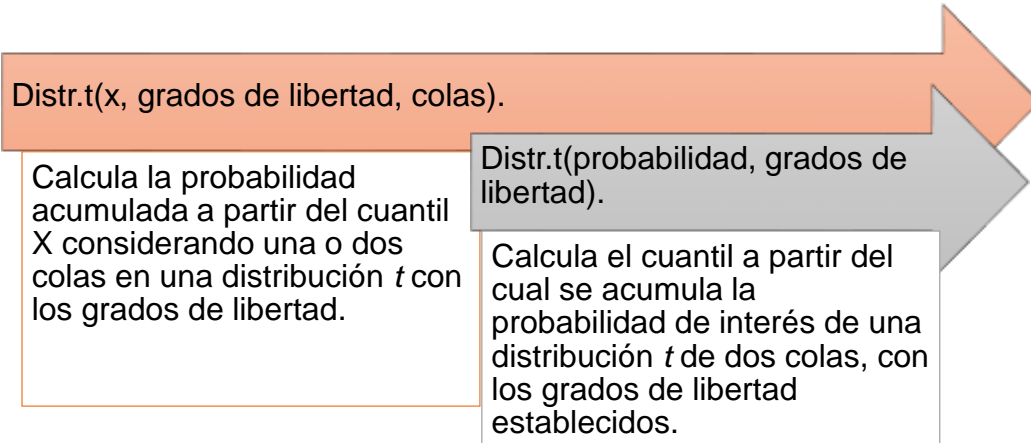 Distr.t(x, grados de libertad, colas).
Calcula la probabilidad
acumulada a partir del cuantil
X considerando una o dos
colas en una distribución t con
los grados de libertad.
Distr.t(probabilidad, grados de
libertad).
Calcula el cuantil a partir del
cual se acumula la
probabilidad de interés de una
distribución t de dos colas, con
los grados de libertad
establecidos.